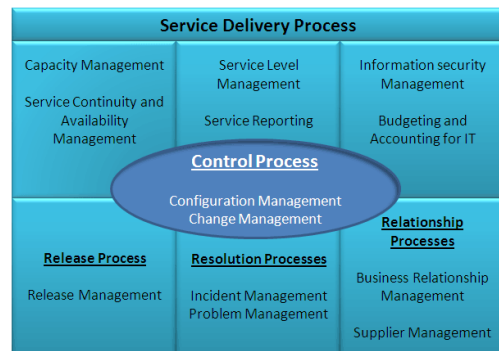 Service Delivery Process
Capacity Management
Service Continuity and
Availability
Management
Service Level
Management
Service Reporting
Information security
Management
Budgeting and
Accounting for IT
Control Process
Configuration Management
Change Management
Release Process
Release Management
Resolution Processes
Incident Management
Problem Management
Relationship
Processes
Business Relationship
Management
Supplier Management